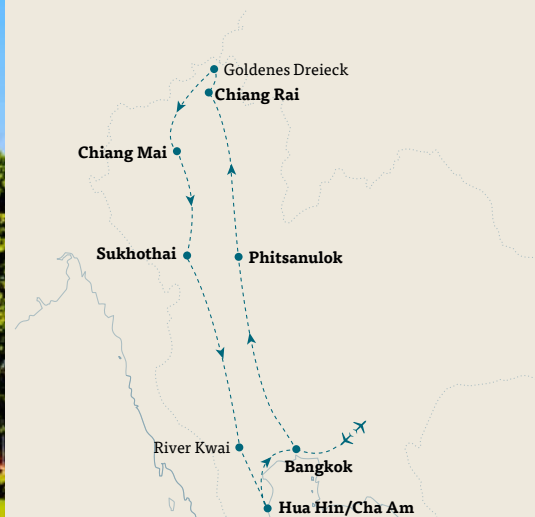 Goldenes Dreieck
Chiang Rai
Chiang Mai
Sukhothai
Phitsanulok
River Kwai
Bangkok
Hua Hin/Cha Am